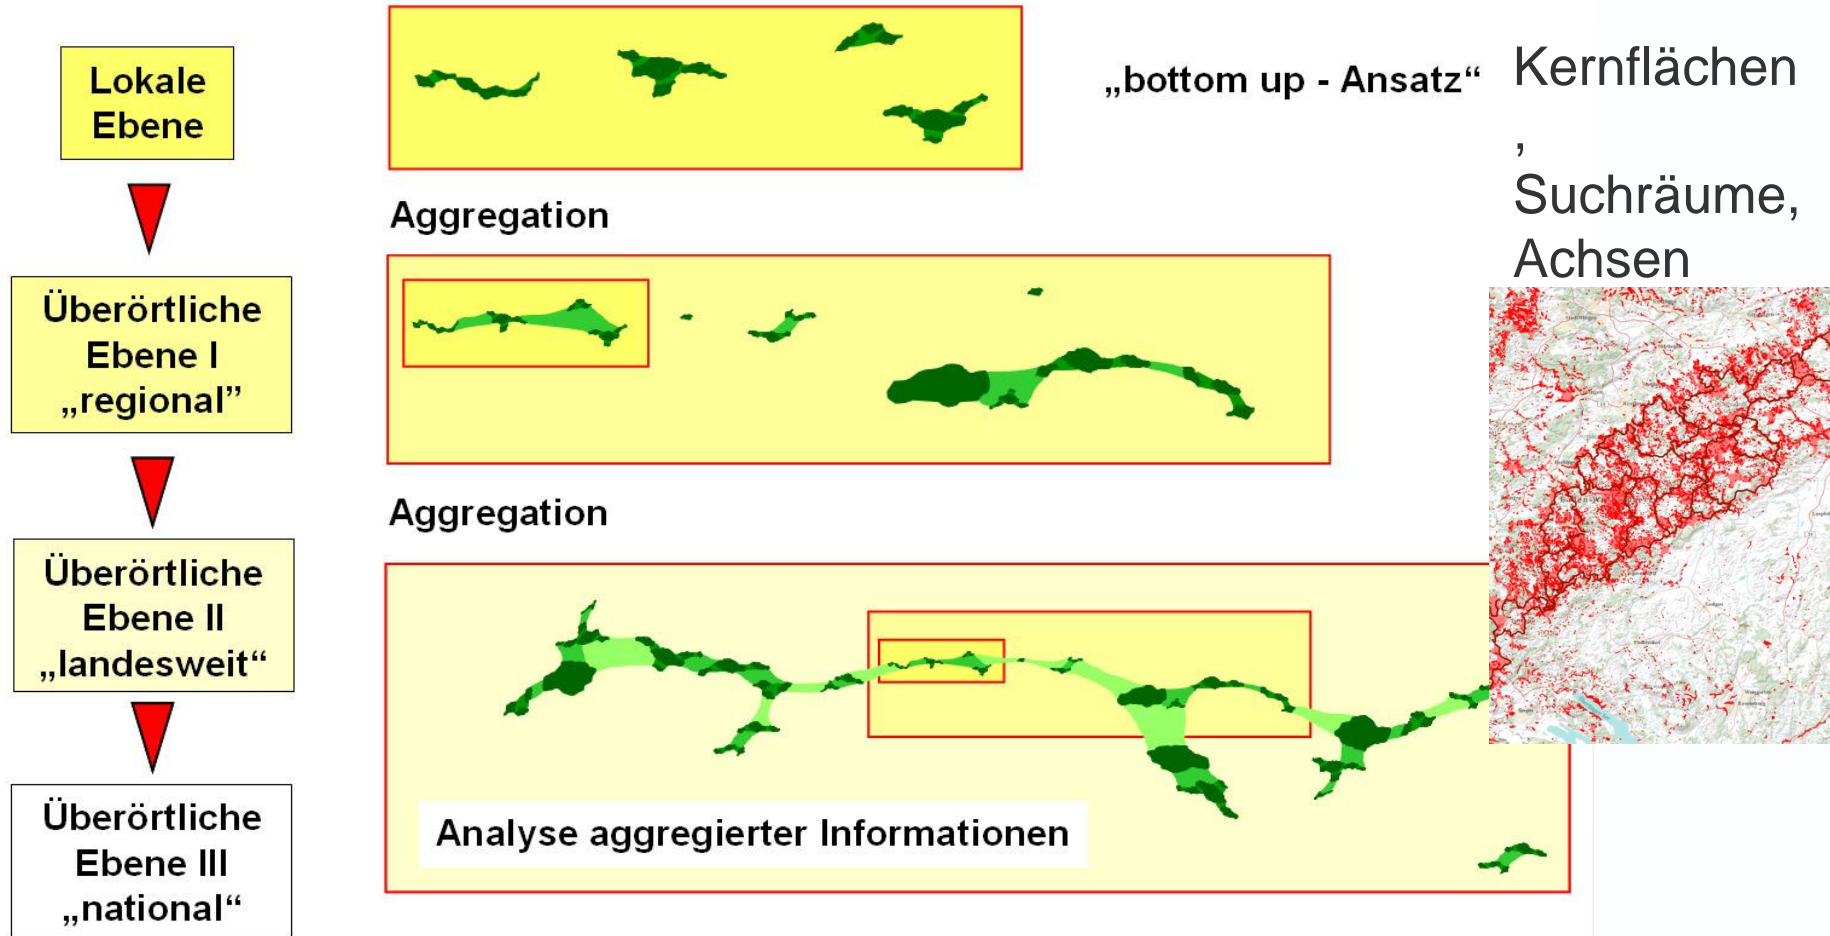 Lokale
Ebene
„bottom up - Ansatz“
Kernflächen
,
Suchräume,
Achsen
Aggregation
Überörtliche
Ebene I
„regional”
Aggregation
Überörtliche
Ebene II
„landesweit“
Analyse aggregierter Informationen
Überörtliche
Ebene III
„national“